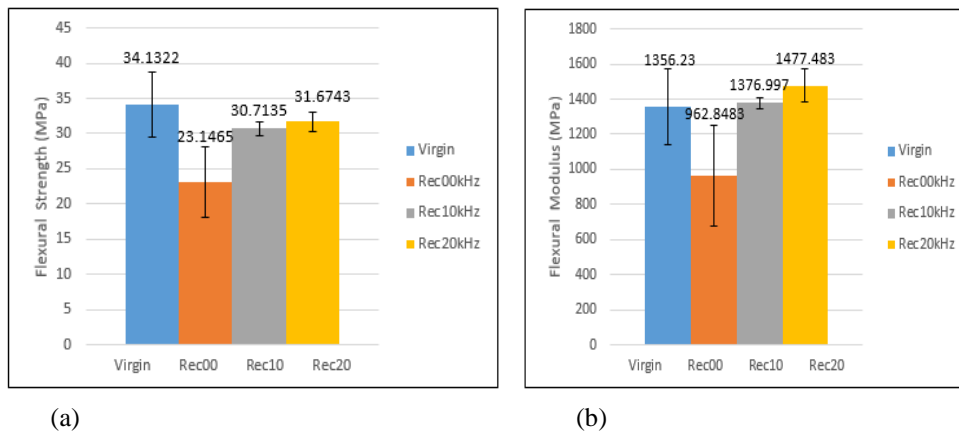 45
40
35
30
25
20
15
10
5
0
Flexural Strength (MPa)
34.1322
23.1465
30.7135
31.6743
Virgin Rec00 Rec10 Rec20
Virgin
Rec00kHz
Rec10kHz
Rec20kHz
(a)
1800
1600
1400
1200
1000
800
600
400
200
0
Flexural Modulus (MPa)
1356.23
962.8483
1376.997
1477.483
Virgin Rec00 Rec10 Rec20
Virgin
Rec00kHz
Rec10kHz
Rec20kHz
(b)